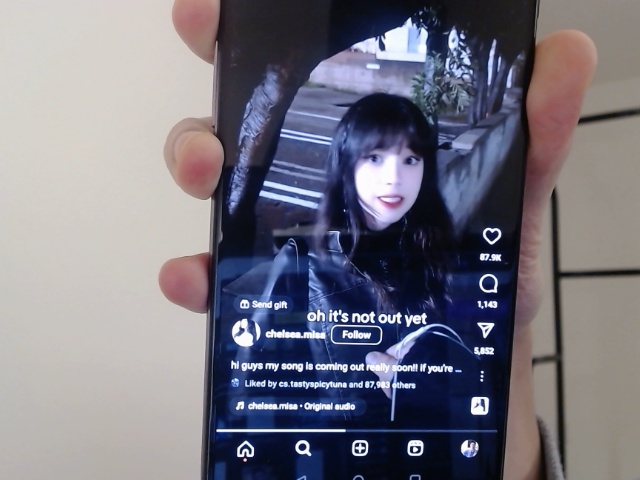 87.9K
1,143
Send gift
oh it's not out yet
chelsea.misa Follow
5,852
hi guys my song is coming out really soon!! if you're ...
Liked by cs.tastyspicytuna and 87,983 others
chelsea.misa • Original audio